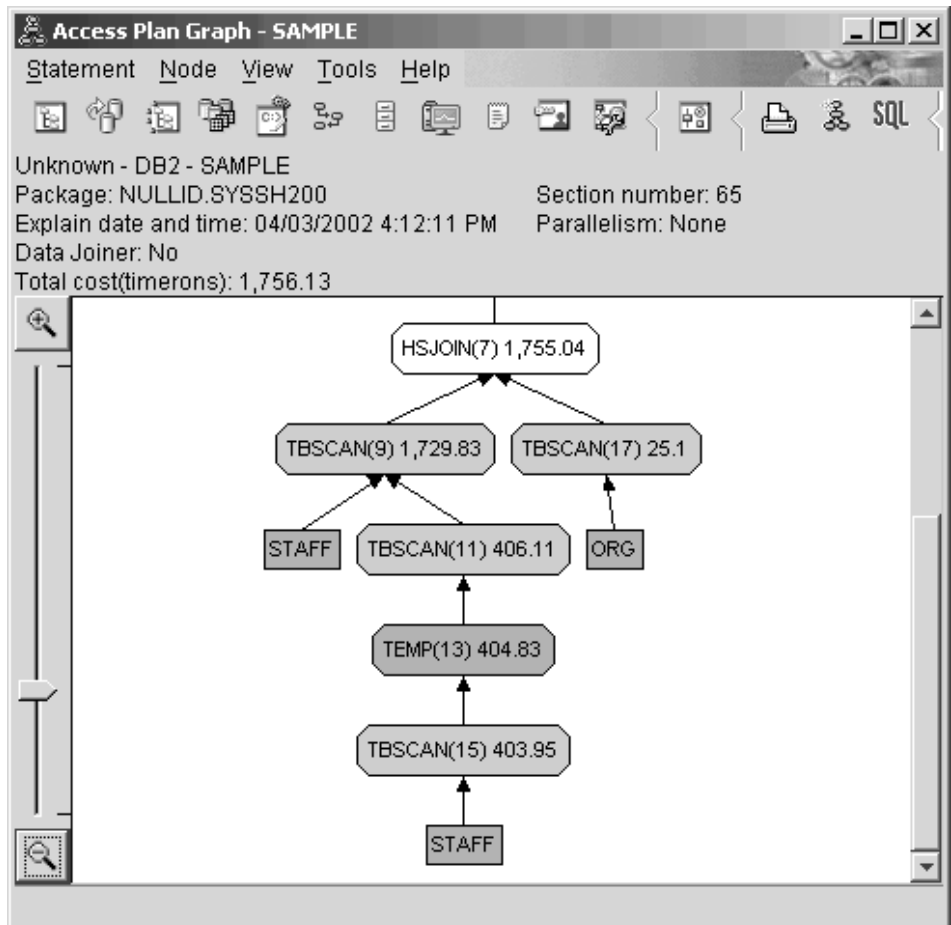 Access Plan Graph - SAMPLE
Statement Node View Tools Help
SQL
Unknown - DB2 - SAMPLE
Package: NULLID.SYSSH200 Section number: 65
Explain date and time: 04/03/2002 4:12:11 PM Parallelism: None
Data Joiner: No
Total cost(timerons): 1,756.13
HSJOIN(7) 1,755.04
TBSCAN(9) 1,729.83 TBSCAN(17) 25.1
STAFF TBSCAN(11) 406.11 ORG
TEMP(13) 404.83
TBSCAN(15) 403.95
STAFF